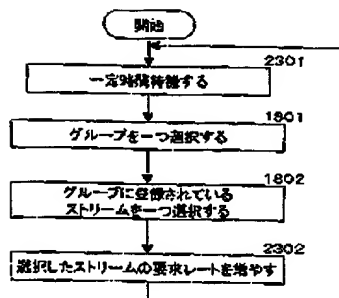 開始
2301
一定時間待機する
1801
グループを一つ選択する
1802
グループに登録されている
ストリームを一つ選択する
2302
選択したストリームの要求レートを増やす